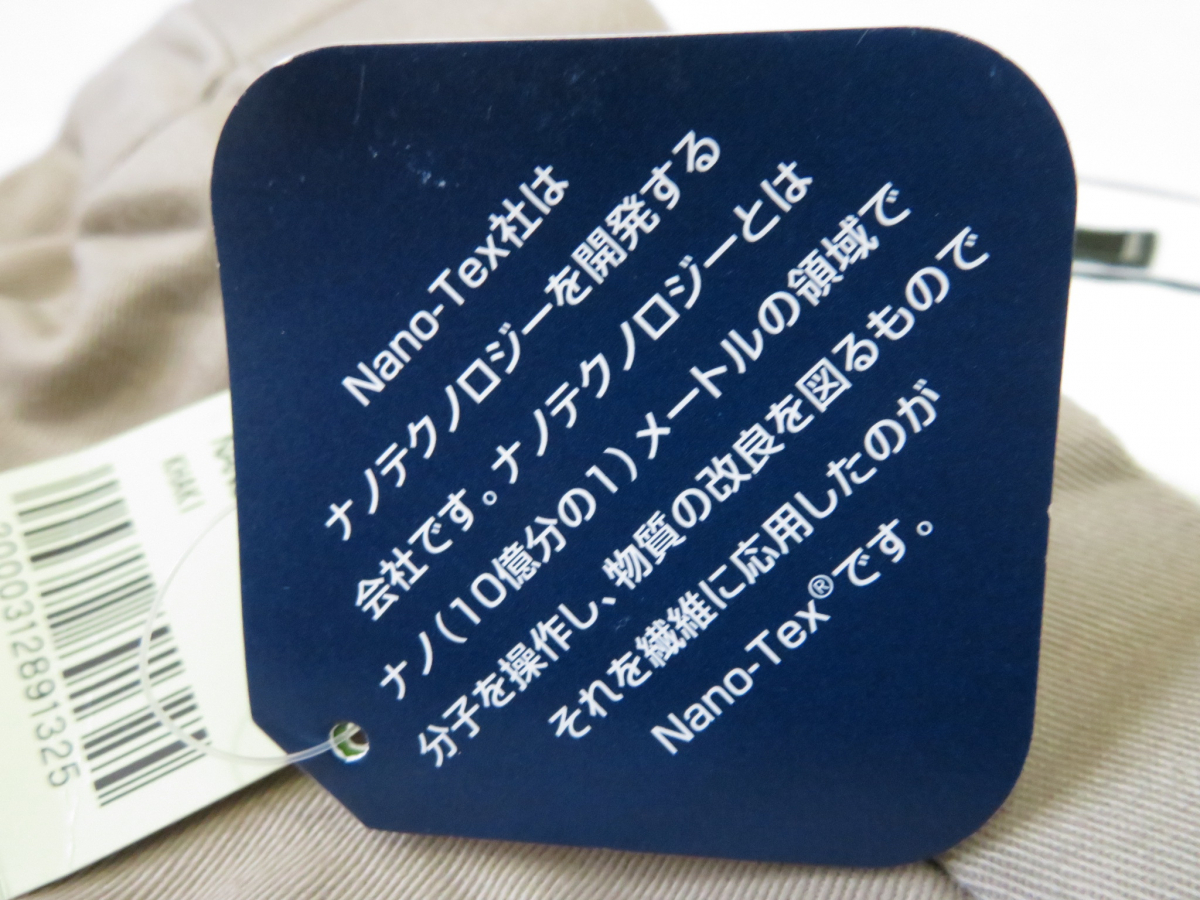 Nano-Tex社は
ナノテクノロジーを開発する
会社です。ナノテクノロジーとは
ナノ(10億分の1)メートルの領域で
分子を操作し、物質の改良を図るもので
それを繊維に応用したのが
Nano-Tex®です。
KHAKI
2000312891325